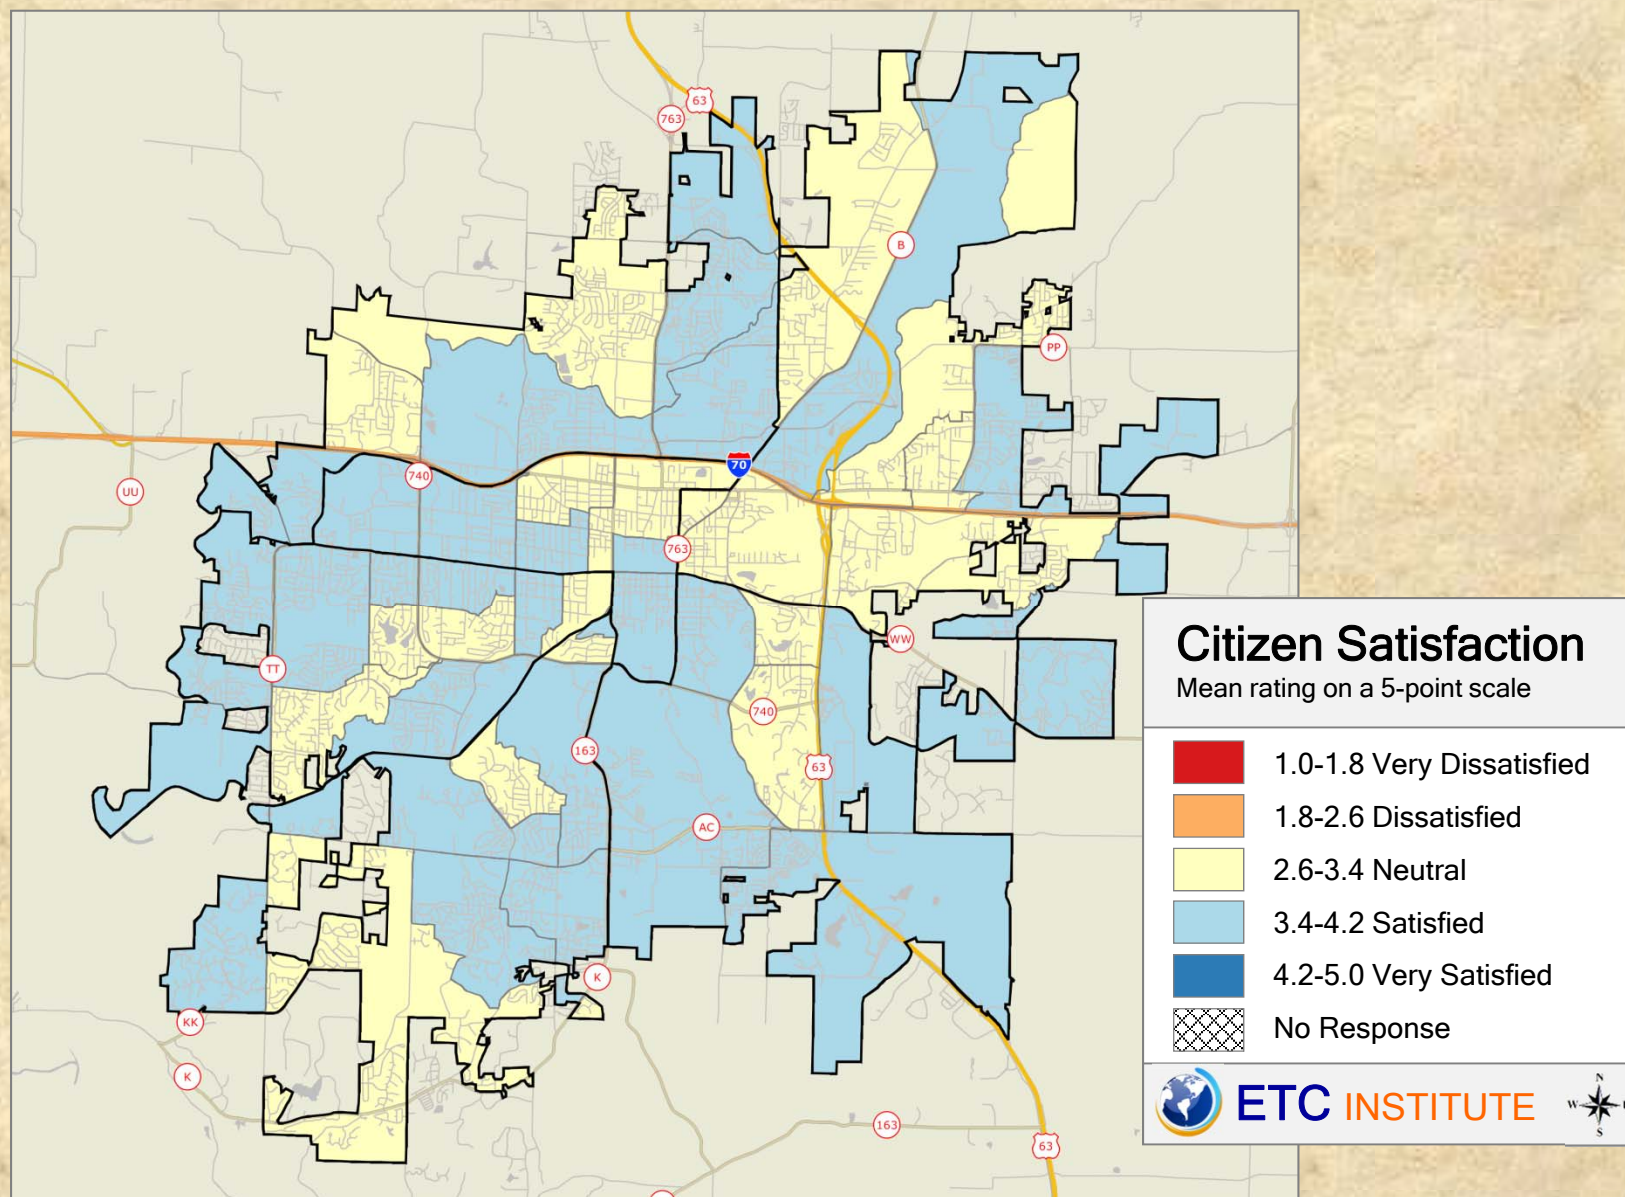 63
763
B
PP
70
740
UU
763
WW
TT
740
163
63
AC
K
KK
K
163
63
Citizen Satisfaction
Mean rating on a 5-point scale
1.0-1.8 Very Dissatisfied
1.8-2.6 Dissatisfied
2.6-3.4 Neutral
3.4-4.2 Satisfied
4.2-5.0 Very Satisfied
No Response
ETC INSTITUTE
N
W
S